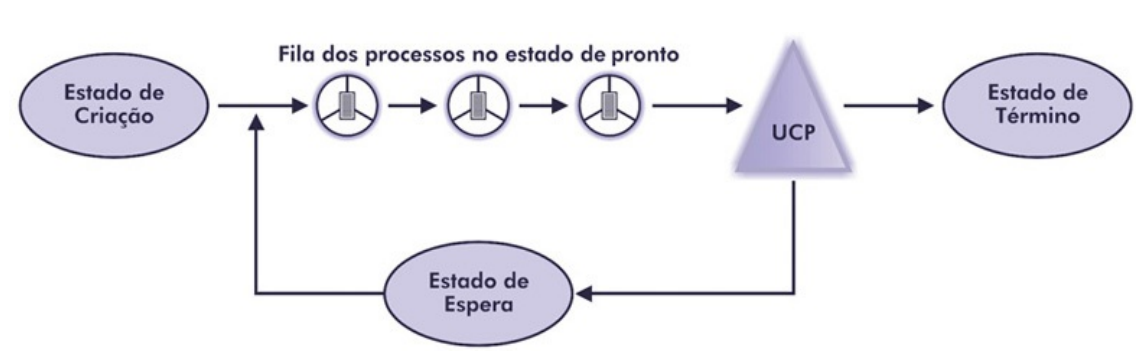 Fila dos processos no estado de pronto
Estado de
Criação
UCP
Estado de
Término
Estado de
Espera